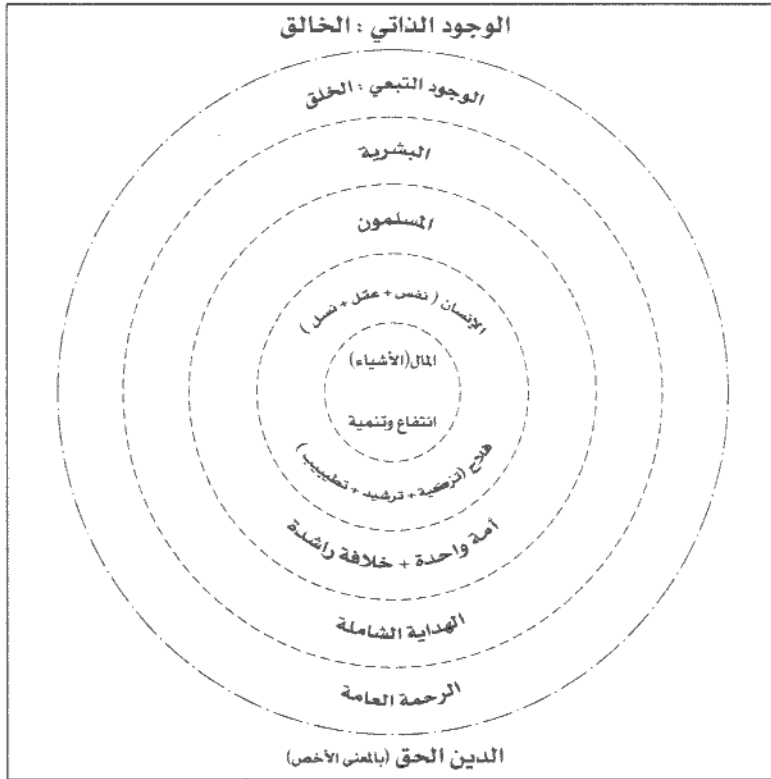 الوجود الذاتي : الخالق
الوجود التبعي : الخلق
البشرية
المسلمون
الإنسان ( نفس + عقل + نسل )
المال(الأشياء)
انتفاع وتنمية
فلاح (تزكية + ترشيد + تطييب )
أمة واحدة + خلافة راشدة
الهداية الشاملة
الرحمة العامة
الدين الحق (بالمعنى الأخص)